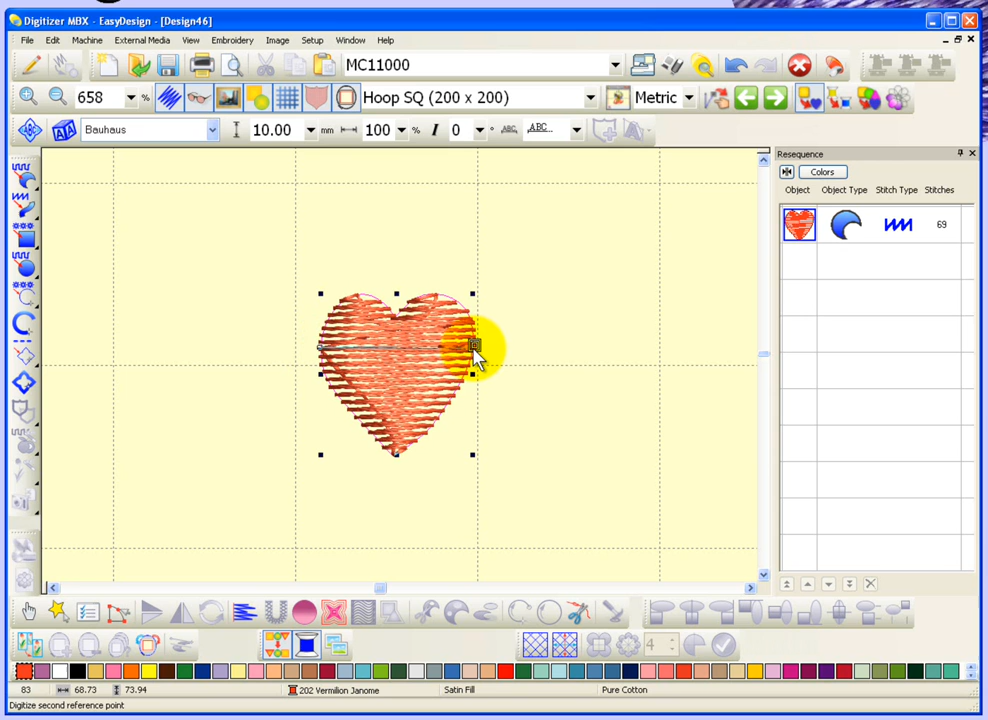 Digitizer MBX - EasyDesign - [Design46]
File Edit Machine External Media View Embroidery Image Setup Window Help
MC11000
658 % Hoop SQ (200 x 200) Metric
Bauhaus 10.00 mm 100 % I 0 ° ABC ABC...
Resequence
Colors
Object Object Type Stitch Type Stitches
69
4
83 68.73 73.94 202 Vermilion Janome Satin Fill Pure Cotton
Digitize second reference point